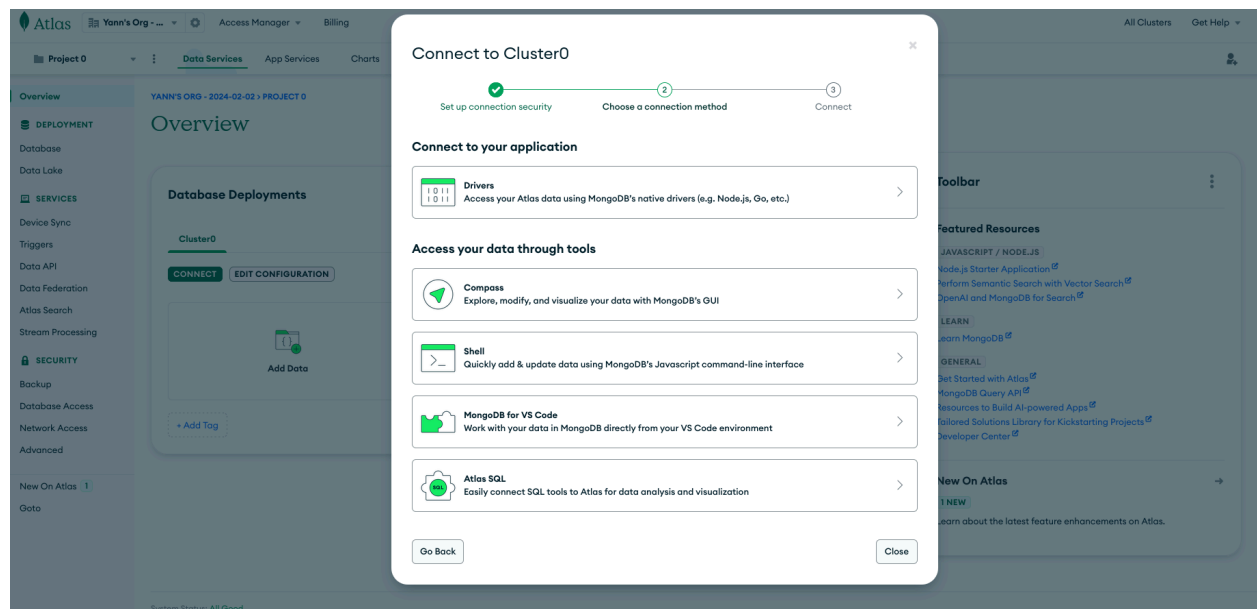 Atlas
Yann's Org - ...
Access Manager
Billing
All Clusters
Get Help
Project 0
Data Services
App Services
Charts
Overview
DEPLOYMENT
Database
Data Lake
SERVICES
Device Sync
Triggers
Data API
Data Federation
Atlas Search
Stream Processing
SECURITY
Backup
Database Access
Network Access
Advanced
New On Atlas 1
Goto
YANN'S ORG - 2024-02-02 > PROJECT 0
Overview
Database Deployments
Cluster0
CONNECT
EDIT CONFIGURATION
Add Data
+ Add Tag
System Status: All Good
Connect to Cluster0
Set up connection security
2
Choose a connection method
3
Connect
Connect to your application
Drivers
Access your Atlas data using MongoDB's native drivers (e.g. Node.js, Go, etc.)
Access your data through tools
Compass
Explore, modify, and visualize your data with MongoDB's GUI
Shell
Quickly add & update data using MongoDB's Javascript command-line interface
MongoDB for VS Code
Work with your data in MongoDB directly from your VS Code environment
SQL
Atlas SQL
Easily connect SQL tools to Atlas for data analysis and visualization
Go Back
Close
Toolbar
Featured Resources
JAVASCRIPT / NODE.JS
Node.js Starter Application
Perform Semantic Search with Vector Search
OpenAI and MongoDB for Search
LEARN
Learn MongoDB
GENERAL
Get Started with Atlas
MongoDB Query API
Resources to Build AI-powered Apps
Tailored Solutions Library for Kickstarting Projects
Developer Center
New On Atlas
1 NEW
Learn about the latest feature enhancements on Atlas.